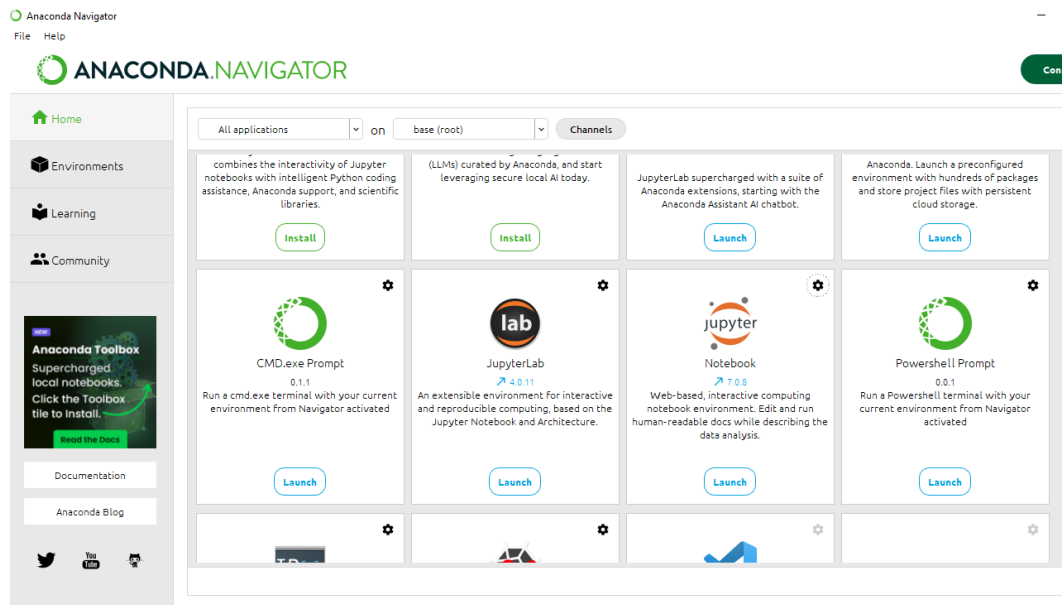 Anaconda Navigator
File Help
ANACONDA.NAVIGATOR
Con
Home
Environments
Learning
Community
All applications on base (root) Channels
combines the interactivity of Jupyter
notebooks with intelligent Python coding
assistance, Anaconda support, and scientific
libraries.
Install
(LLMs) curated by Anaconda, and start
leveraging secure local AI today.
Install
JupyterLab supercharged with a suite of
Anaconda extensions, starting with the
Anaconda Assistant AI chatbot.
Launch
Anaconda. Launch a preconfigured
environment with hundreds of packages
and store project files with persistent
cloud storage.
Launch
CMD.exe Prompt
0.1.1
Run a cmd.exe terminal with your current
environment from Navigator activated
Launch
lab
JupyterLab
4.0.11
An extensible environment for interactive
and reproducible computing, based on the
Jupyter Notebook and Architecture.
Launch
jupyter
Notebook
7.0.8
Web-based, interactive computing
notebook environment. Edit and run
human-readable docs while describing the
data analysis.
Launch
Powershell Prompt
0.0.1
Run a Powershell terminal with your
current environment from Navigator
activated
Launch
NEW
Anaconda Toolbox
Supercharged
local notebooks.
Click the Toolbox
tile to Install.
Read the Docs
Documentation
Anaconda Blog
You
Tube